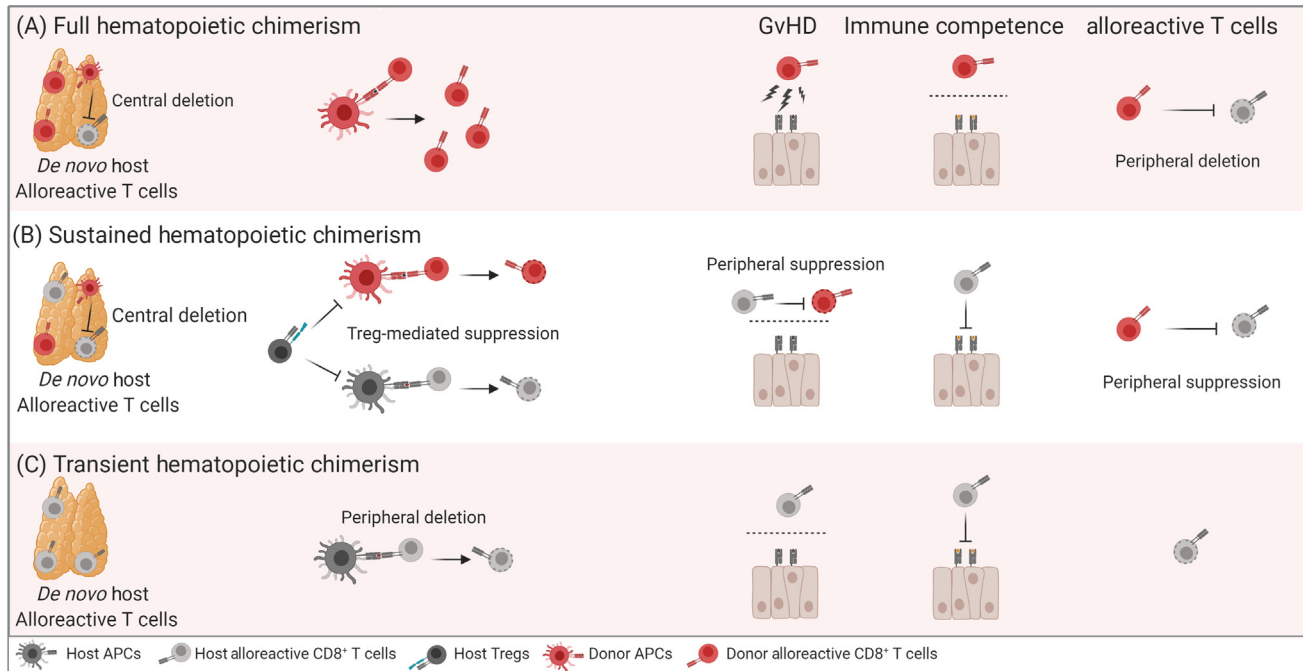 (A) Full hematopoietic chimerism
GvHD
Immune competence
alloreactive T cells
Central deletion
De novo host
Alloreactive T cells
Peripheral deletion
(B) Sustained hematopoietic chimerism
Central deletion
De novo host
Alloreactive T cells
Treg-mediated suppression
Peripheral suppression
Peripheral suppression
(C) Transient hematopoietic chimerism
De novo host
Alloreactive T cells
Peripheral deletion
Host APCs
Host alloreactive CD8⁺ T cells
Host Tregs
Donor APCs
Donor alloreactive CD8⁺ T cells